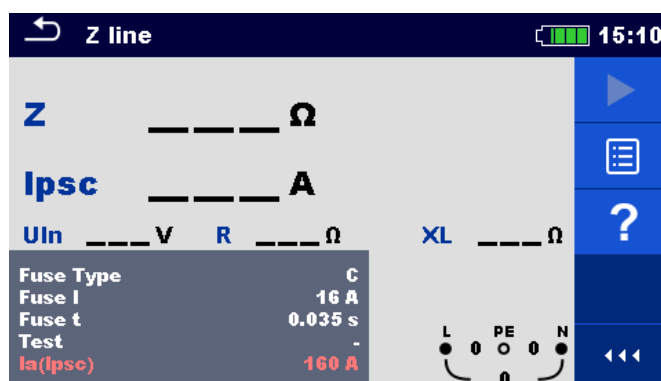 Z line 15:10
Z ___ Ω
Ipsc ___ A
Uln ___ V R ___ Ω XL ___ Ω
Fuse Type C
Fuse I 16 A
Fuse t 0.035 s
Test -
Ia(Ipsc) 160 A
L PE N
0 0
0
?